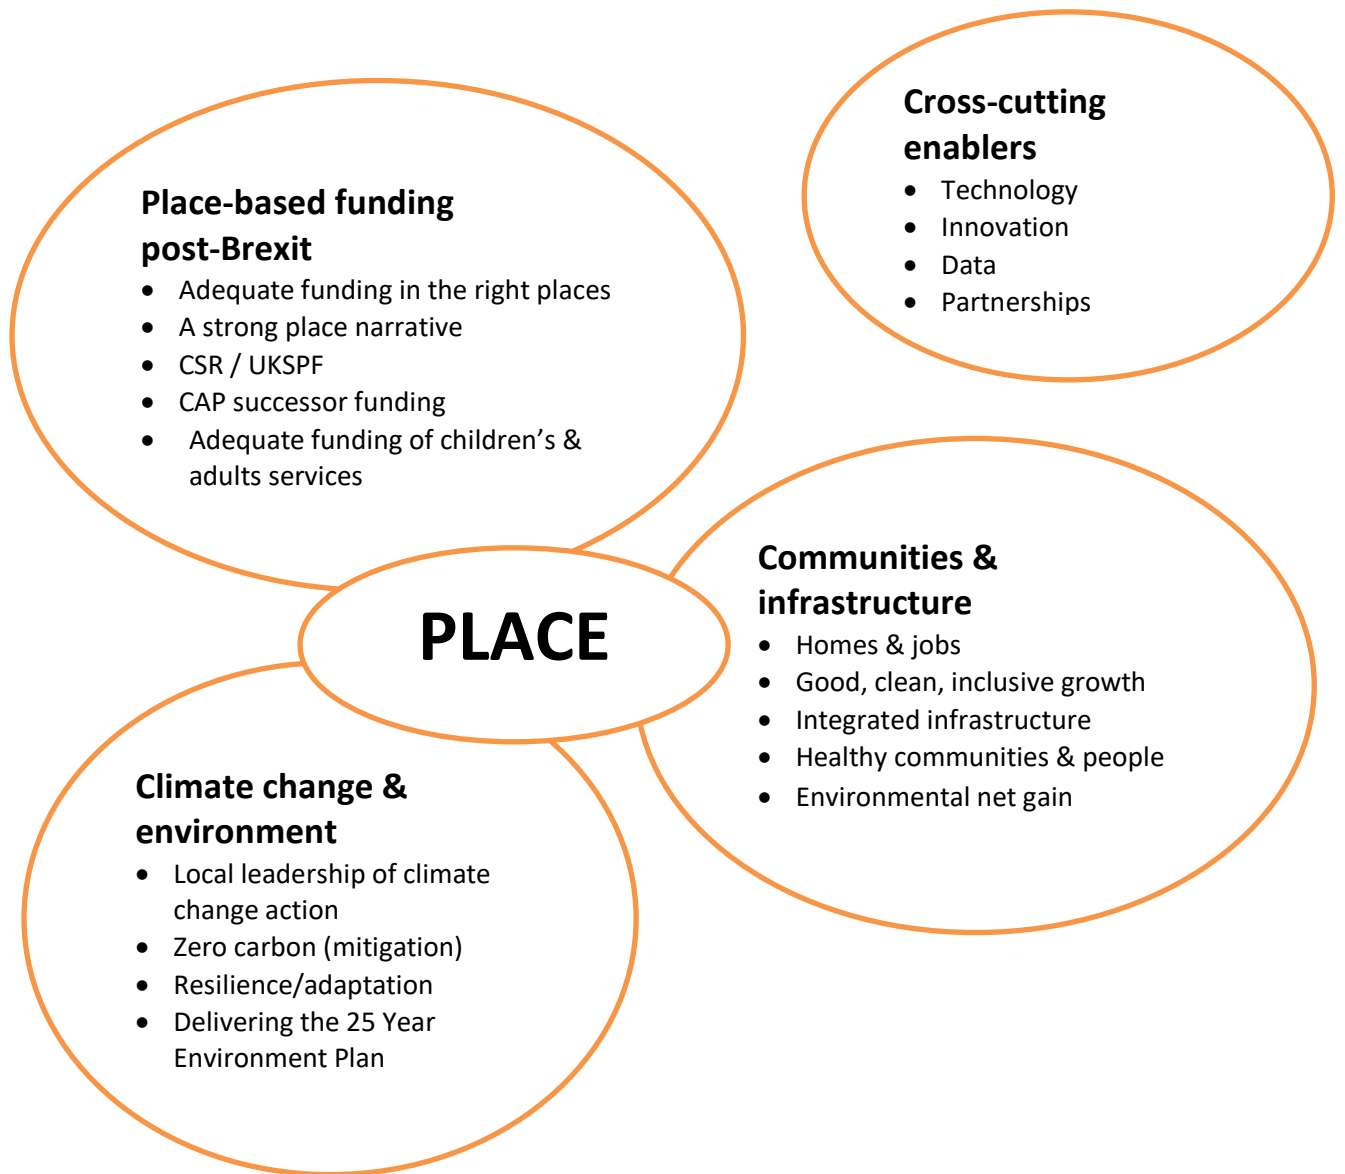 Cross-cutting
enablers
• Technology
• Innovation
• Data
• Partnerships
Place-based funding
post-Brexit
• Adequate funding in the right places
• A strong place narrative
• CSR / UKSPF
• CAP successor funding
• Adequate funding of children’s &
adults services
Communities &
infrastructure
• Homes & jobs
• Good, clean, inclusive growth
• Integrated infrastructure
• Healthy communities & people
• Environmental net gain
PLACE
Climate change &
environment
• Local leadership of climate
change action
• Zero carbon (mitigation)
• Resilience/adaptation
• Delivering the 25 Year
Environment Plan